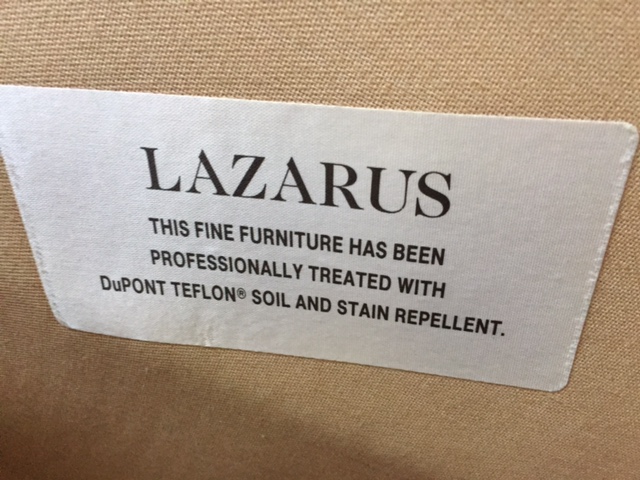 LAZARUS
THIS FINE FURNITURE HAS BEEN
PROFESSIONALLY TREATED WITH
DuPONT TEFLON® SOIL AND STAIN REPELLENT.